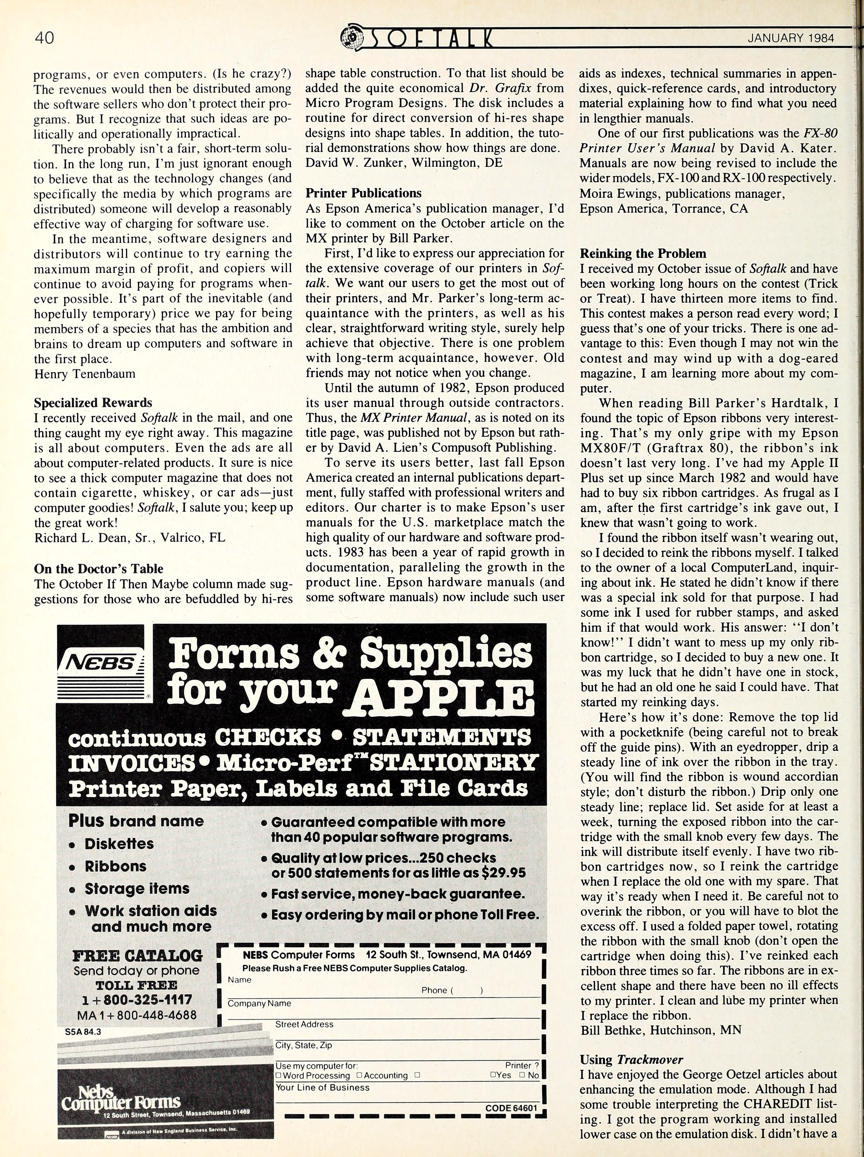 40
SOFTALK
JANUARY 1984
programs, or even computers. (Is he crazy?)
The revenues would then be distributed among
the software sellers who don't protect their pro-
grams. But I recognize that such ideas are po-
litically and operationally impractical.
There probably isn't a fair, short-term solu-
tion. In the long run, I'm just ignorant enough
to believe that as the technology changes (and
specifically the media by which programs are
distributed) someone will develop a reasonably
effective way of charging for software use.
In the meantime, software designers and
distributors will continue to try earning the
maximum margin of profit, and copiers will
continue to avoid paying for programs when-
ever possible. It's part of the inevitable (and
hopefully temporary) price we pay for being
members of a species that has the ambition and
brains to dream up computers and software in
the first place.
Henry Tenenbaum
Specialized Rewards
I recently received Softalk in the mail, and one
thing caught my eye right away. This magazine
is all about computers. Even the ads are all
about computer-related products. It sure is nice
to see a thick computer magazine that does not
contain cigarette, whiskey, or car ads—just
computer goodies! Softalk, I salute you; keep up
the great work!
Richard L. Dean, Sr., Valrico, FL
On the Doctor's Table
The October If Then Maybe column made sug-
gestions for those who are befuddled by hi-res
shape table construction. To that list should be
added the quite economical Dr. Grafix from
Micro Program Designs. The disk includes a
routine for direct conversion of hi-res shape
designs into shape tables. In addition, the tuto-
rial demonstrations show how things are done.
David W. Zunker, Wilmington, DE
Printer Publications
As Epson America's publication manager, I'd
like to comment on the October article on the
MX printer by Bill Parker.
First, I'd like to express our appreciation for
the extensive coverage of our printers in Sof-
talk. We want our users to get the most out of
their printers, and Mr. Parker's long-term ac-
quaintance with the printers, as well as his
clear, straightforward writing style, surely help
achieve that objective. There is one problem
with long-term acquaintance, however. Old
friends may not notice when you change.
Until the autumn of 1982, Epson produced
its user manual through outside contractors.
Thus, the MX Printer Manual, as is noted on its
title page, was published not by Epson but rath-
er by David A. Lien's Compusoft Publishing.
To serve its users better, last fall Epson
America created an internal publications depart-
ment, fully staffed with professional writers and
editors. Our charter is to make Epson's user
manuals for the U.S. marketplace match the
high quality of our hardware and software prod-
ucts. 1983 has been a year of rapid growth in
documentation, paralleling the growth in the
product line. Epson hardware manuals (and
some software manuals) now include such user
aids as indexes, technical summaries in appen-
dixes, quick-reference cards, and introductory
material explaining how to find what you need
in lengthier manuals.
One of our first publications was the FX-80
Printer User's Manual by David A. Kater.
Manuals are now being revised to include the
wider models, FX-100 and RX-100 respectively.
Moira Ewings, publications manager,
Epson America, Torrance, CA
Reinking the Problem
I received my October issue of Softalk and have
been working long hours on the contest (Trick
or Treat). I have thirteen more items to find.
This contest makes a person read every word; I
guess that's one of your tricks. There is one ad-
vantage to this: Even though I may not win the
contest and may wind up with a dog-eared
magazine, I am learning more about my com-
puter.
When reading Bill Parker's Hardtalk, I
found the topic of Epson ribbons very interest-
ing. That's my only gripe with my Epson
MX80F/T (Graftrax 80), the ribbon's ink
doesn't last very long. I've had my Apple II
Plus set up since March 1982 and would have
had to buy six ribbon cartridges. As frugal as I
am, after the first cartridge's ink gave out, I
knew that wasn't going to work.
I found the ribbon itself wasn't wearing out,
so I decided to reink the ribbons myself. I talked
to the owner of a local ComputerLand, inquir-
ing about ink. He stated he didn't know if there
was a special ink sold for that purpose. I had
some ink I used for rubber stamps, and asked
him if that would work. His answer: "I don't
know!" I didn't want to mess up my only rib-
bon cartridge, so I decided to buy a new one. It
was my luck that he didn't have one in stock,
but he had an old one he said I could have. That
started my reinking days.
Here's how it's done: Remove the top lid
with a pocketknife (being careful not to break
off the guide pins). With an eyedropper, drip a
steady line of ink over the ribbon in the tray.
(You will find the ribbon is wound accordian
style; don't disturb the ribbon.) Drip only one
steady line; replace lid. Set aside for at least a
week, turning the exposed ribbon into the car-
tridge with the small knob every few days. The
ink will distribute itself evenly. I have two rib-
bon cartridges now, so I reink the cartridge
when I replace the old one with my spare. That
way it's ready when I need it. Be careful not to
overink the ribbon, or you will have to blot the
excess off. I used a folded paper towel, rotating
the ribbon with the small knob (don't open the
cartridge when doing this). I've reinked each
ribbon three times so far. The ribbons are in ex-
cellent shape and there have been no ill effects
to my printer. I clean and lube my printer when
I replace the ribbon.
Bill Bethke, Hutchinson, MN
Using Trackmover
I have enjoyed the George Oetzel articles about
enhancing the emulation mode. Although I had
some trouble interpreting the CHAREDIT list-
ing. I got the program working and installed
lower case on the emulation disk. I didn't have a
NEBS
Forms & Supplies
for your APPLE
continuous CHECKS • STATEMENTS
INVOICES • Micro-Perf™ STATIONERY
Printer Paper, Labels and File Cards
Plus brand name
• Diskettes
• Ribbons
• Storage items
• Work station aids
and much more
• Guaranteed compatible with more
than 40 popular software programs.
• Quality at low prices...250 checks
or 500 statements for as little as $29.95
• Fast service, money-back guarantee.
• Easy ordering by mail or phone Toll Free.
FREE CATALOG
Send today or phone
TOLL FREE
1+800-325-1117
MA 1+800-448-4688
S5A 84.3
Nebs
Computer Forms
12 South Street, Townsend, Massachusetts 01469
A division of New England Business Service, Inc.
NEBS Computer Forms 12 South St., Townsend, MA 01469
Please Rush a Free NEBS Computer Supplies Catalog.
Name
Phone ( )
Company Name
Street Address
City, State, Zip
Use my computer for: Printer ?
□ Word Processing □ Accounting □ □ Yes □ No
Your Line of Business
CODE 64601